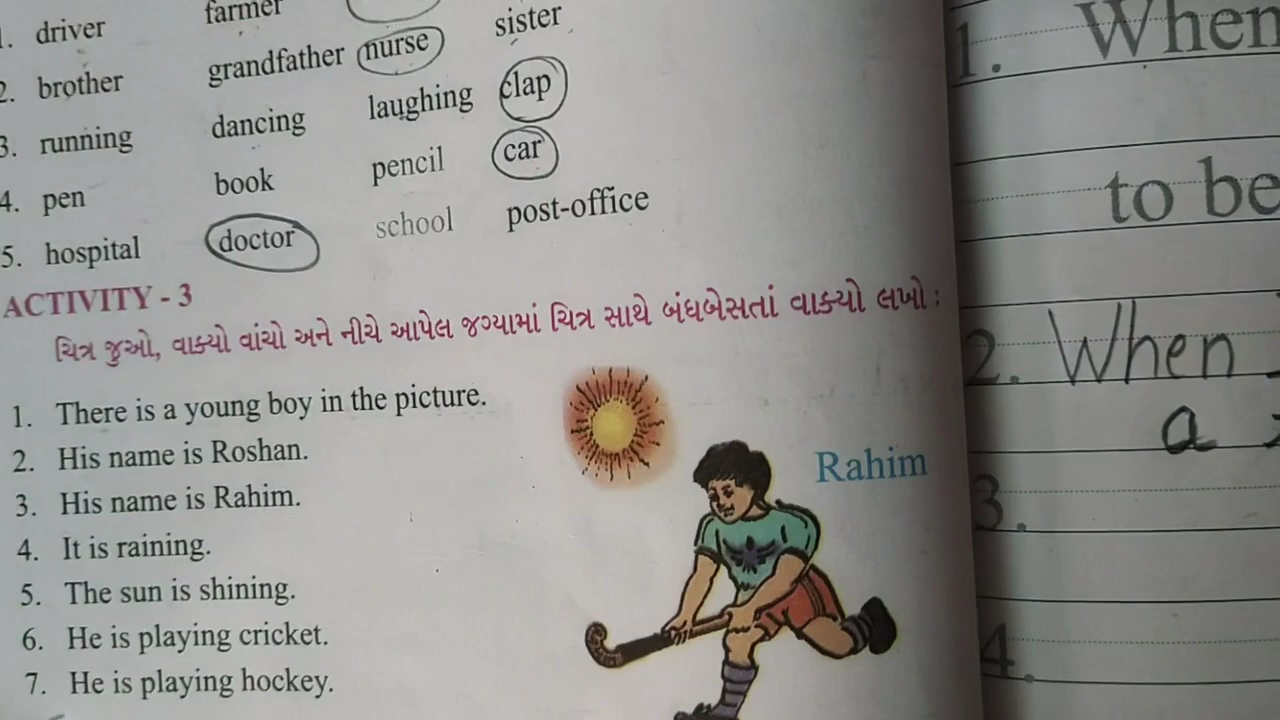 1. driver farmer
2. brother grandfather nurse sister
3. running dancing laughing clap
4. pen book pencil car
5. hospital doctor school post-office
ACTIVITY - 3
ચિત્ર જુઓ, વાક્યો વાંચો અને નીચે આપેલ જગ્યામાં ચિત્ર સાથે બંધબેસતાં વાક્યો લખો :
1. There is a young boy in the picture.
2. His name is Roshan.
3. His name is Rahim.
4. It is raining.
5. The sun is shining.
6. He is playing cricket.
7. He is playing hockey.
Rahim
1. When
to be
2. When
a
3.
4.